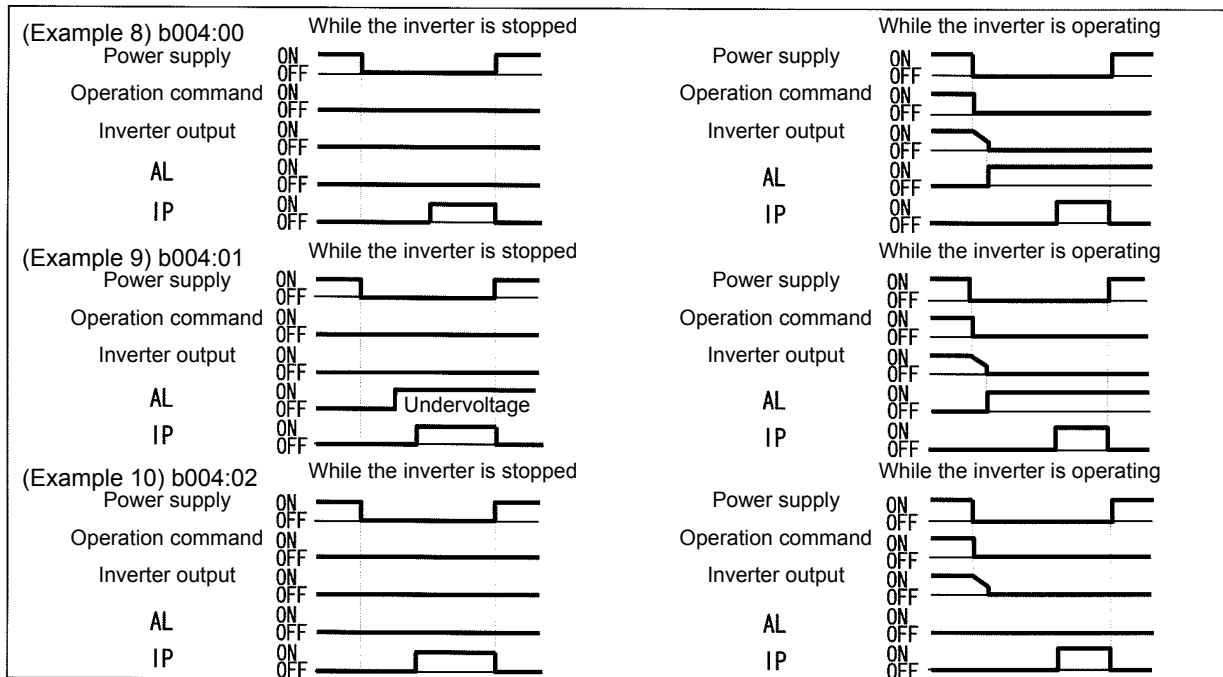 (Example 8) b004:00
While the inverter is stopped
While the inverter is operating
Power supply ON OFF
Power supply ON OFF
Operation command ON OFF
Operation command ON OFF
Inverter output ON OFF
Inverter output ON OFF
AL ON OFF
AL ON OFF
IP ON OFF
IP ON OFF
(Example 9) b004:01
While the inverter is stopped
While the inverter is operating
Power supply ON OFF
Power supply ON OFF
Operation command ON OFF
Operation command ON OFF
Inverter output ON OFF
Inverter output ON OFF
AL ON OFF Undervoltage
AL ON OFF
IP ON OFF
IP ON OFF
(Example 10) b004:02
While the inverter is stopped
While the inverter is operating
Power supply ON OFF
Power supply ON OFF
Operation command ON OFF
Operation command ON OFF
Inverter output ON OFF
Inverter output ON OFF
AL ON OFF
AL ON OFF
IP ON OFF
IP ON OFF